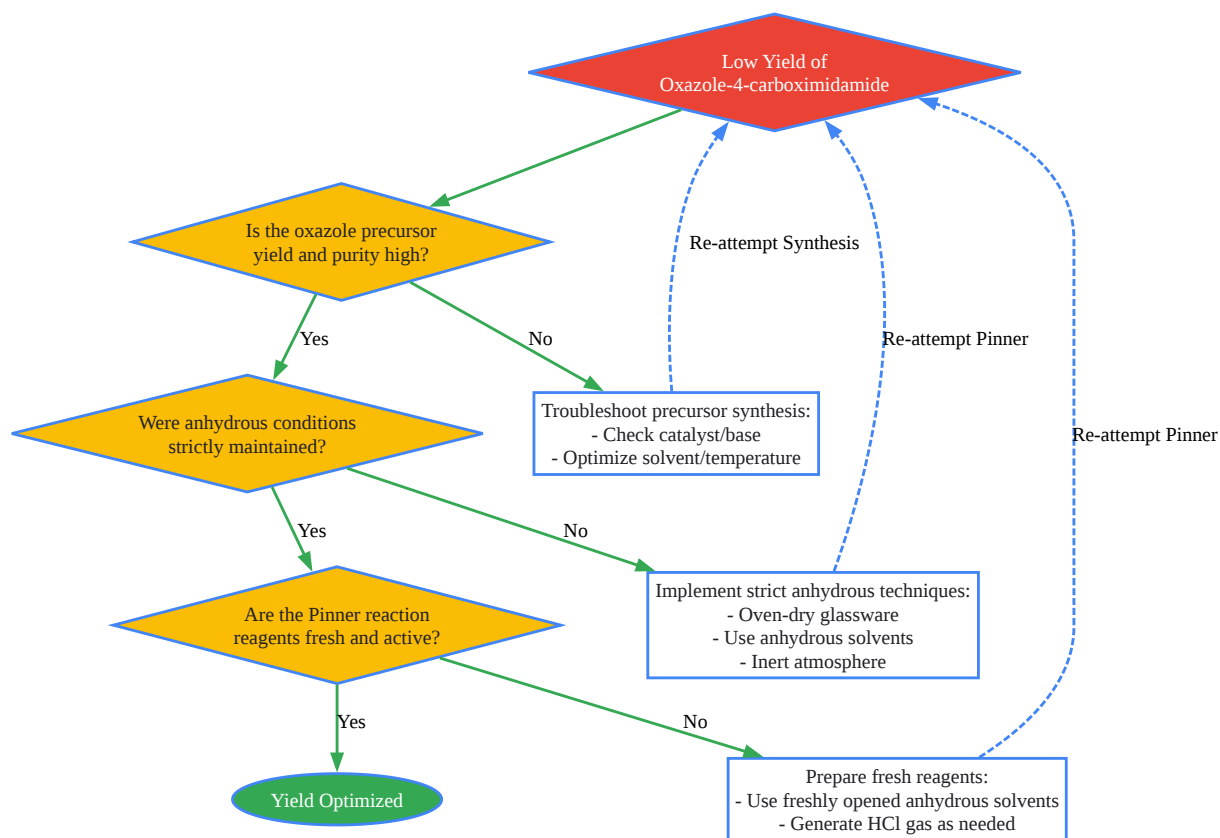 Low Yield of
Oxazole-4-carboximidamide
Is the oxazole precursor
yield and purity high?
Re-attempt Synthesis
Yes
No
Re-attempt Pinner
Troubleshoot precursor synthesis:
- Check catalyst/base
- Optimize solvent/temperature
Were anhydrous conditions
strictly maintained?
Re-attempt Pinner
Yes
No
Implement strict anhydrous techniques:
- Oven-dry glassware
- Use anhydrous solvents
- Inert atmosphere
Are the Pinner reaction
reagents fresh and active?
Yes
No
Yield Optimized
Prepare fresh reagents:
- Use freshly opened anhydrous solvents
- Generate HCl gas as needed